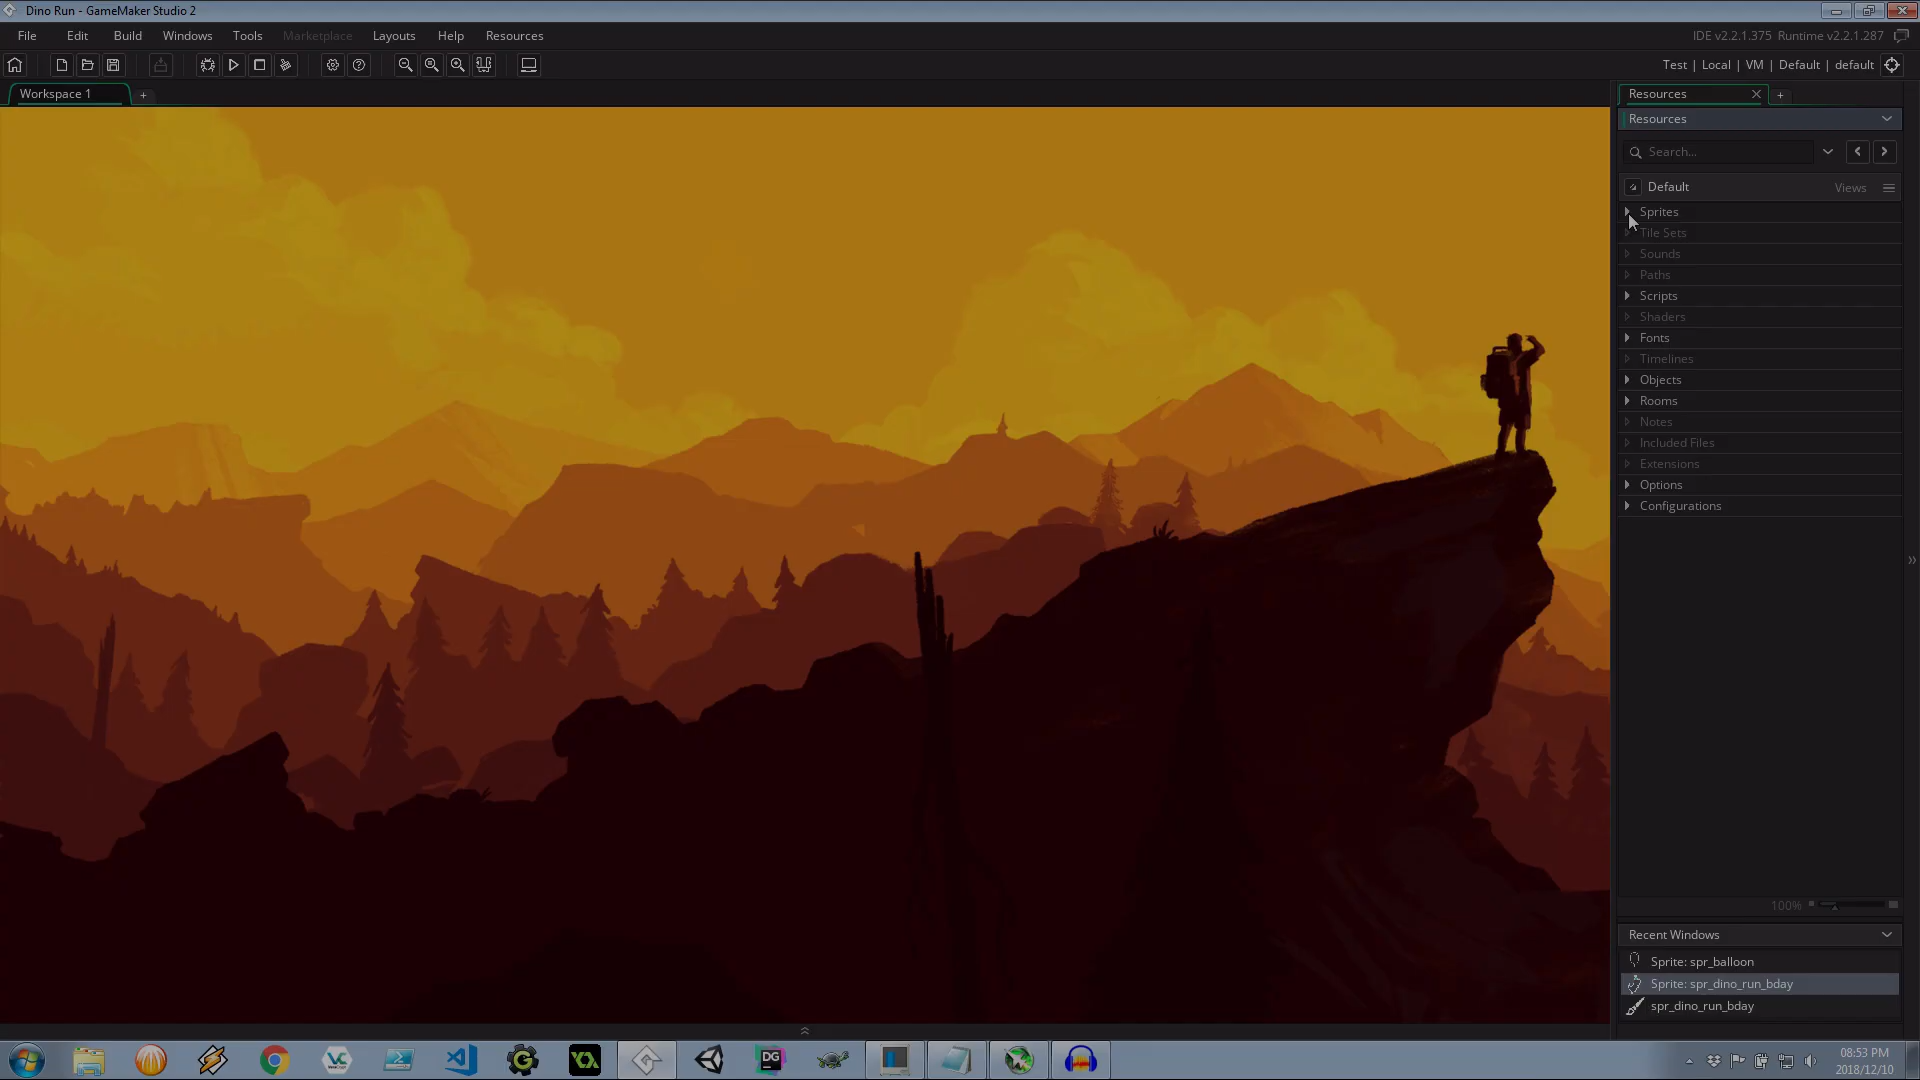 Dino Run - GameMaker Studio 2
File Edit Build Windows Tools Marketplace Layouts Help Resources
IDE v2.2.1.375 Runtime v2.2.1.287
Test | Local | VM | Default | default
Workspace 1
Resources
Resources
Search...
Default Views
Sprites
Tile Sets
Sounds
Paths
Scripts
Shaders
Fonts
Timelines
Objects
Rooms
Notes
Included Files
Extensions
Options
Configurations
100%
Recent Windows
Sprite: spr_balloon
Sprite: spr_dino_run_bday
spr_dino_run_bday
DG
08:53 PM
2018/12/10